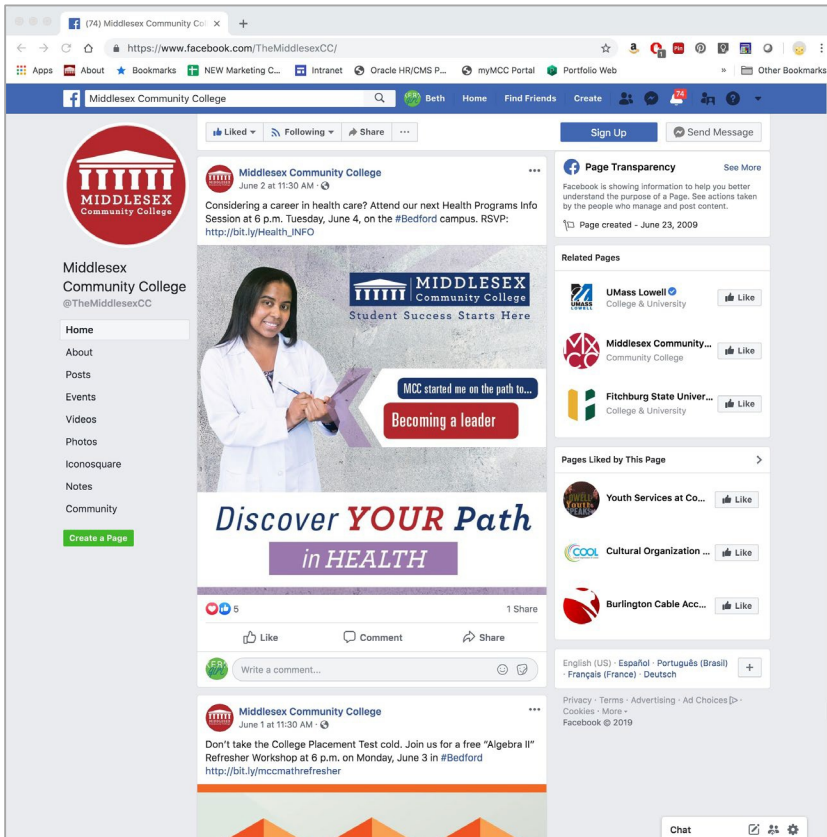 (74) Middlesex Community Col
https://www.facebook.com/TheMiddlesexCC/
1
Apps
About
Bookmarks
NEW Marketing C...
Intranet
Oracle HR/CMS P...
myMCC Portal
Portfolio Web
»
Other Bookmarks
Middlesex Community College
Beth
Home
Find Friends
Create
74
Liked
Following
Share
...
Sign Up
Send Message
MIDDLESEX
Community College
Middlesex
Community College
@TheMiddlesexCC
Home
About
Posts
Events
Videos
Photos
Iconosquare
Notes
Community
Create a Page
Middlesex Community College
June 2 at 11:30 AM ·
Considering a career in health care? Attend our next Health Programs Info
Session at 6 p.m. Tuesday, June 4, on the #Bedford campus. RSVP:
http://bit.ly/Health_INFO
MIDDLESEX
Community College
Student Success Starts Here
MCC started me on the path to...
Becoming a leader
Discover YOUR Path
in HEALTH
5
1 Share
Like
Comment
Share
Write a comment...
Middlesex Community College
June 1 at 11:30 AM ·
Don't take the College Placement Test cold. Join us for a free "Algebra II"
Refresher Workshop at 6 p.m. on Monday, June 3 in #Bedford
http://bit.ly/mccmathrefresher
Page Transparency
See More
Facebook is showing information to help you better
understand the purpose of a Page. See actions taken
by the people who manage and post content.
Page created - June 23, 2009
Related Pages
UMASS
LOWELL
UMass Lowell
College & University
Like
Middlesex Community...
Community College
Like
Fitchburg State Univer...
College & University
Like
Pages Liked by This Page
Youth Services at Co...
Like
COOL
Cultural Organization ...
Like
Burlington Cable Acc...
Like
English (US) · Español · Português (Brasil)
· Français (France) · Deutsch
Privacy · Terms · Advertising · Ad Choices ·
Cookies · More
Facebook © 2019
Chat